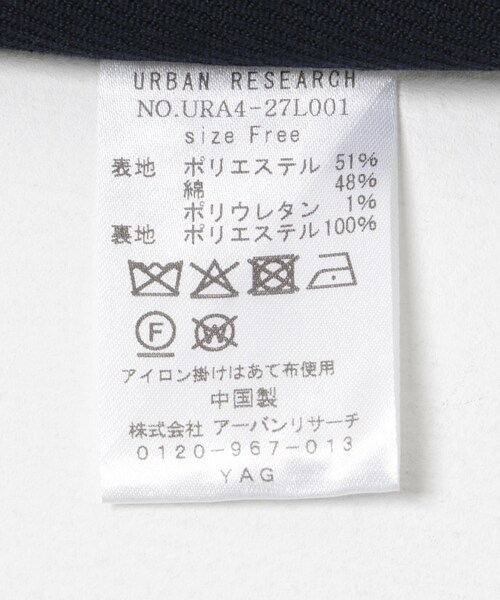 URBAN RESEARCH
NO.URA4-27L001
size Free
表地 ポリエステル 51%
綿 48%
ポリウレタン 1%
裏地 ポリエステル 100%
F W
アイロン掛けはあて布使用
中国製
株式会社 アーバンリサーチ
0120-967-013
YAG